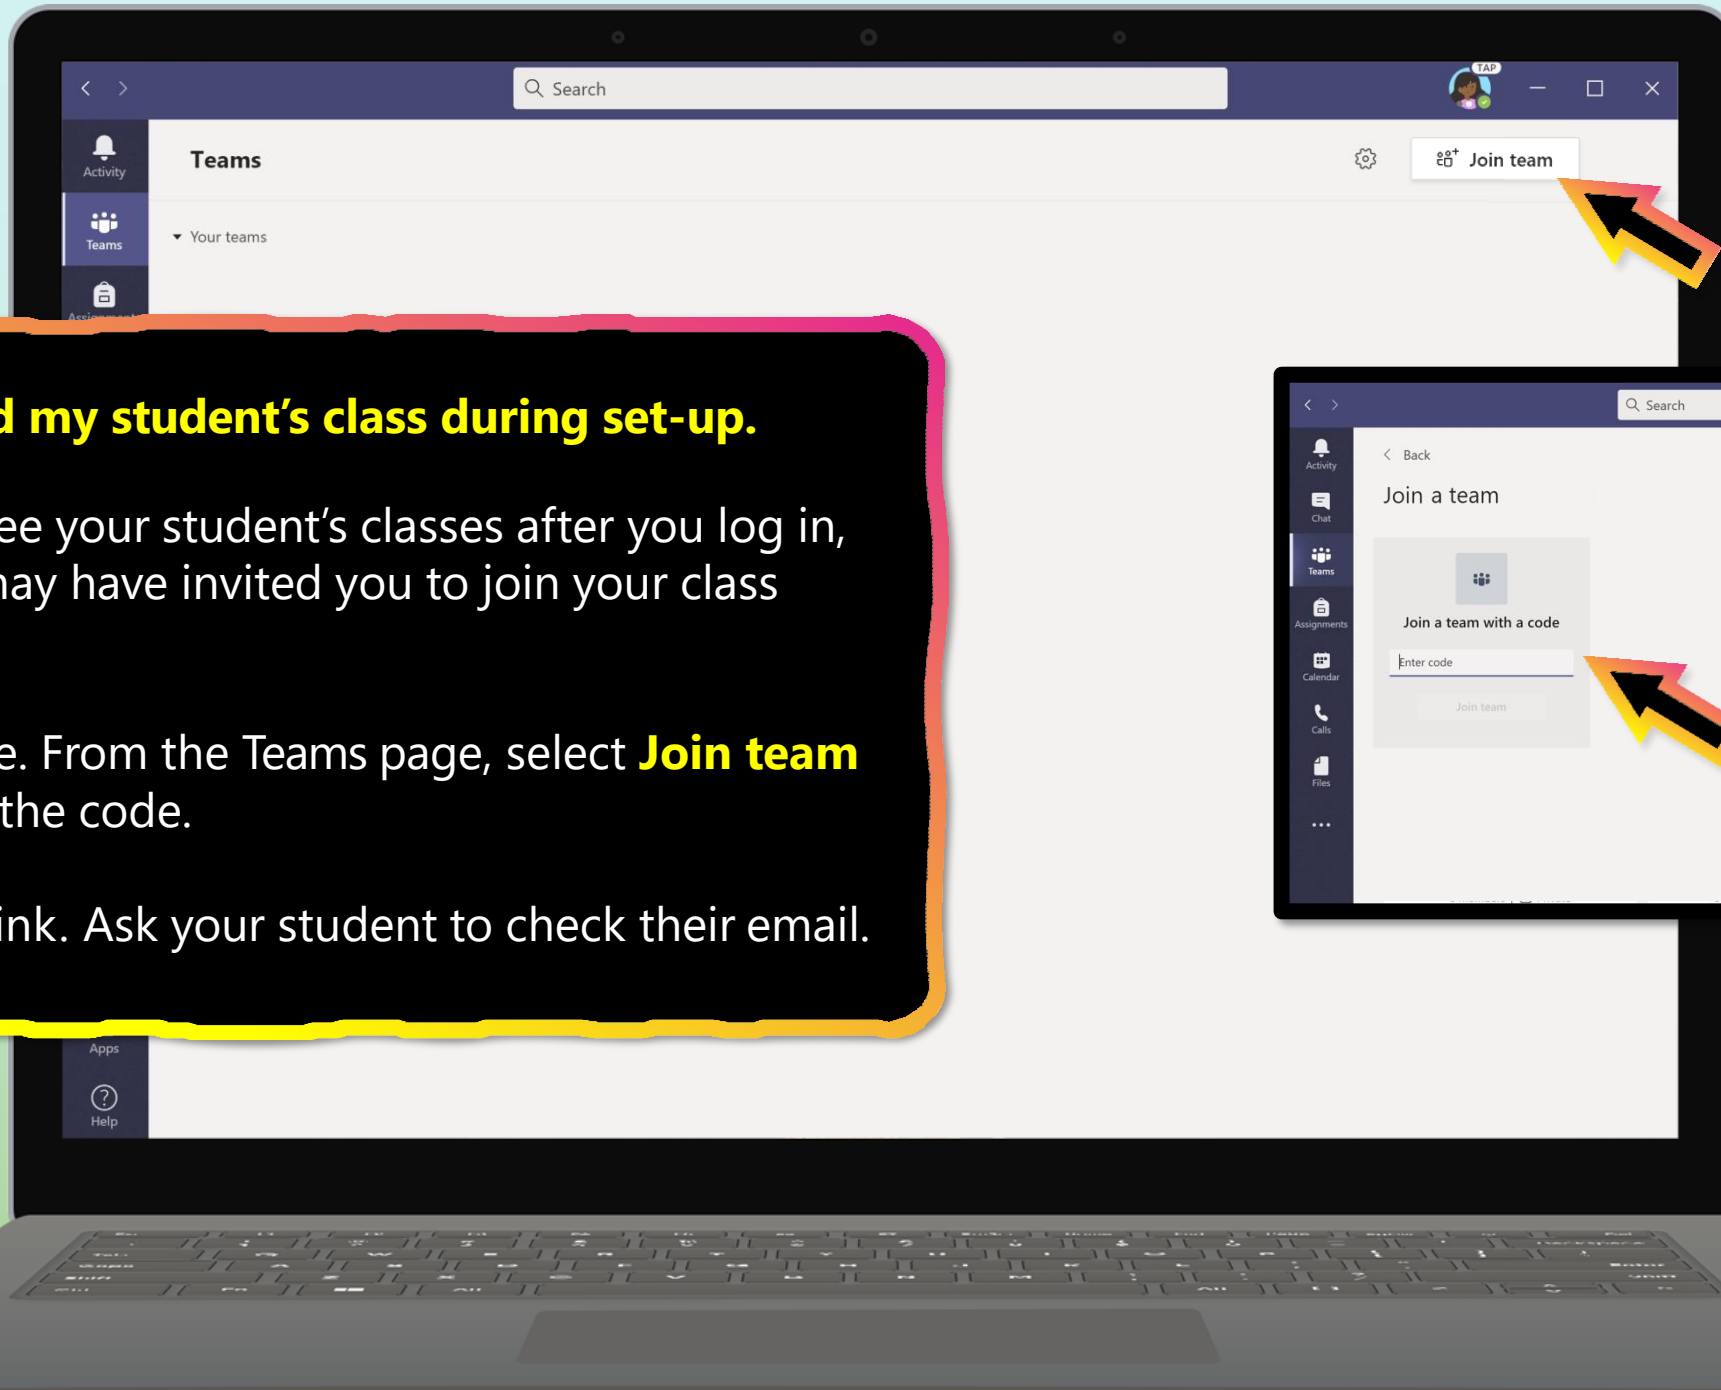 Search
TAP
Activity
Teams
Join team
Teams
Your teams
my student’s class during set-up.
your student’s classes after you log in,
have invited you to join your class
From the Teams page, select Join team
the code.
Ask your student to check their email.
Apps
Help
Search
Activity
Back
Join a team
Chat
Teams
Join a team with a code
Assignments
Enter code
Calendar
Join team
Calls
Files